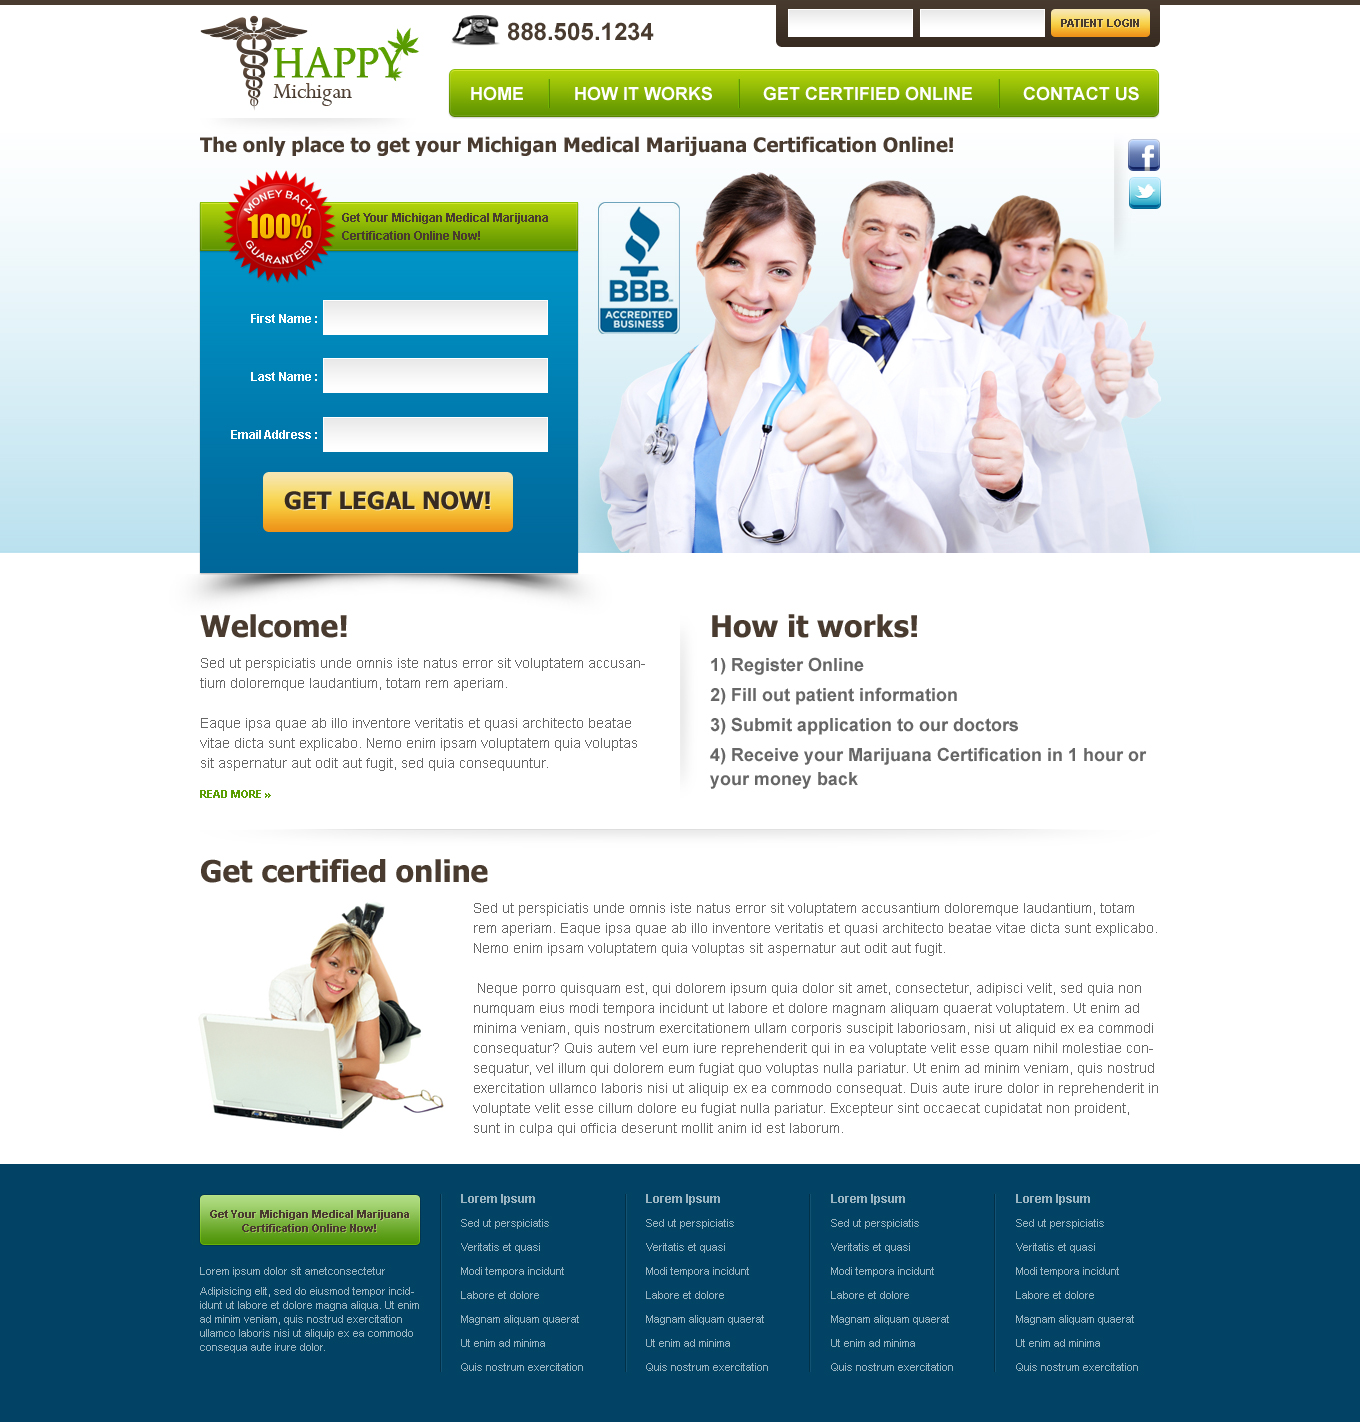 HAPPY
Michigan
888.505.1234
PATIENT LOGIN
HOME
HOW IT WORKS
GET CERTIFIED ONLINE
CONTACT US
The only place to get your Michigan Medical Marijuana Certification Online!
f
MONEY BACK
100%
GUARANTEED
Get Your Michigan Medical Marijuana
Certification Online Now!
First Name :
Last Name :
Email Address :
GET LEGAL NOW!
BBB
ACCREDITED
BUSINESS
Welcome!
Sed ut perspiciatis unde omnis iste natus error sit voluptatem accusan-
tium doloremque laudantium, totam rem aperiam.
Eaque ipsa quae ab illo inventore veritatis et quasi architecto beatae
vitae dicta sunt explicabo. Nemo enim ipsam voluptatem quia voluptas
sit aspernatur aut odit aut fugit, sed quia consequuntur.
READ MORE »
How it works!
1) Register Online
2) Fill out patient information
3) Submit application to our doctors
4) Receive your Marijuana Certification in 1 hour or
your money back
Get certified online
Sed ut perspiciatis unde omnis iste natus error sit voluptatem accusantium doloremque laudantium, totam
rem aperiam. Eaque ipsa quae ab illo inventore veritatis et quasi architecto beatae vitae dicta sunt explicabo.
Nemo enim ipsam voluptatem quia voluptas sit aspernatur aut odit aut fugit.
Neque porro quisquam est, qui dolorem ipsum quia dolor sit amet, consectetur, adipisci velit, sed quia non
numquam eius modi tempora incidunt ut labore et dolore magnam aliquam quaerat voluptatem. Ut enim ad
minima veniam, quis nostrum exercitationem ullam corporis suscipit laboriosam, nisi ut aliquid ex ea commodi
consequatur? Quis autem vel eum iure reprehenderit qui in ea voluptate velit esse quam nihil molestiae con-
sequatur, vel illum qui dolorem eum fugiat quo voluptas nulla pariatur. Ut enim ad minim veniam, quis nostrud
exercitation ullamco laboris nisi ut aliquip ex ea commodo consequat. Duis aute irure dolor in reprehenderit in
voluptate velit esse cillum dolore eu fugiat nulla pariatur. Excepteur sint occaecat cupidatat non proident,
sunt in culpa qui officia deserunt mollit anim id est laborum.
Get Your Michigan Medical Marijuana
Certification Online Now!
Lorem ipsum dolor sit ametconsectetur
Adipisicing elit, sed do eiusmod tempor incid-
idunt ut labore et dolore magna aliqua. Ut enim
ad minim veniam, quis nostrud exercitation
ullamco laboris nisi ut aliquip ex ea commodo
consequa aute irure dolor.
Lorem Ipsum
Sed ut perspiciatis
Veritatis et quasi
Modi tempora incidunt
Labore et dolore
Magnam aliquam quaerat
Ut enim ad minima
Quis nostrum exercitation
Lorem Ipsum
Sed ut perspiciatis
Veritatis et quasi
Modi tempora incidunt
Labore et dolore
Magnam aliquam quaerat
Ut enim ad minima
Quis nostrum exercitation
Lorem Ipsum
Sed ut perspiciatis
Veritatis et quasi
Modi tempora incidunt
Labore et dolore
Magnam aliquam quaerat
Ut enim ad minima
Quis nostrum exercitation
Lorem Ipsum
Sed ut perspiciatis
Veritatis et quasi
Modi tempora incidunt
Labore et dolore
Magnam aliquam quaerat
Ut enim ad minima
Quis nostrum exercitation